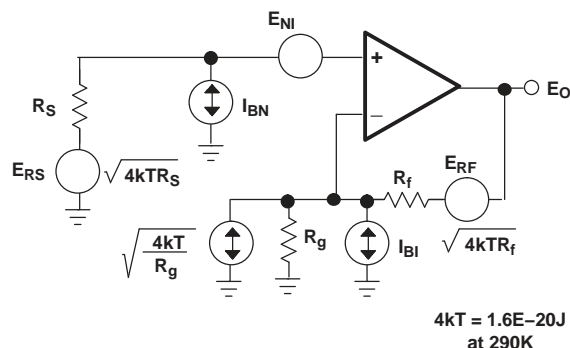 E_NI
+
−
E_O
R_S
I_BN
E_RS
√4kTR_S
R_f
E_RF
√4kT/R_g
R_g
I_BI
√4kTR_f
4kT = 1.6E−20J
at 290K